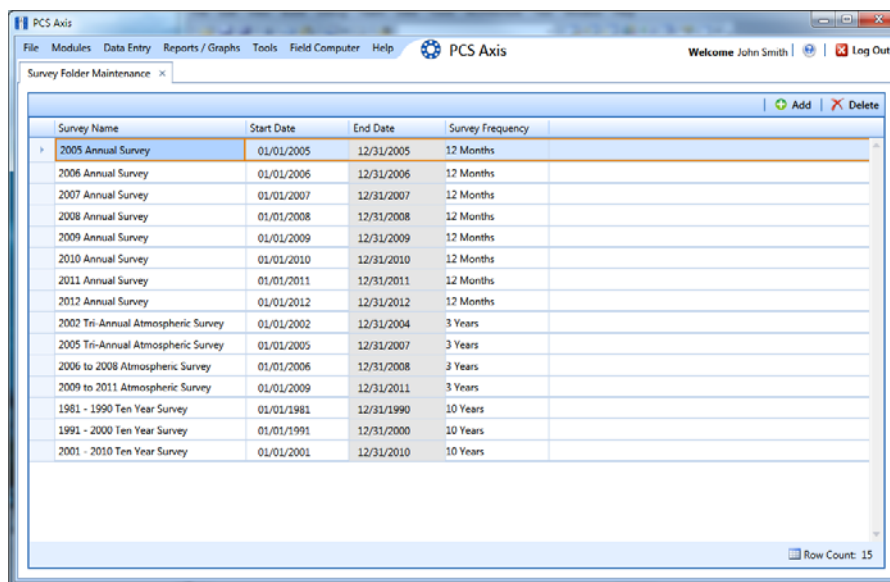 PCS Axis
File Modules Data Entry Reports / Graphs Tools Field Computer Help PCS Axis Welcome John Smith | Log Out
Survey Folder Maintenance ×
Add Delete
Survey Name Start Date End Date Survey Frequency
2005 Annual Survey 01/01/2005 12/31/2005 12 Months
2006 Annual Survey 01/01/2006 12/31/2006 12 Months
2007 Annual Survey 01/01/2007 12/31/2007 12 Months
2008 Annual Survey 01/01/2008 12/31/2008 12 Months
2009 Annual Survey 01/01/2009 12/31/2009 12 Months
2010 Annual Survey 01/01/2010 12/31/2010 12 Months
2011 Annual Survey 01/01/2011 12/31/2011 12 Months
2012 Annual Survey 01/01/2012 12/31/2012 12 Months
2002 Tri-Annual Atmospheric Survey 01/01/2002 12/31/2004 3 Years
2005 Tri-Annual Atmospheric Survey 01/01/2005 12/31/2007 3 Years
2006 to 2008 Atmospheric Survey 01/01/2006 12/31/2008 3 Years
2009 to 2011 Atmospheric Survey 01/01/2009 12/31/2011 3 Years
1981 - 1990 Ten Year Survey 01/01/1981 12/31/1990 10 Years
1991 - 2000 Ten Year Survey 01/01/1991 12/31/2000 10 Years
2001 - 2010 Ten Year Survey 01/01/2001 12/31/2010 10 Years
Row Count: 15